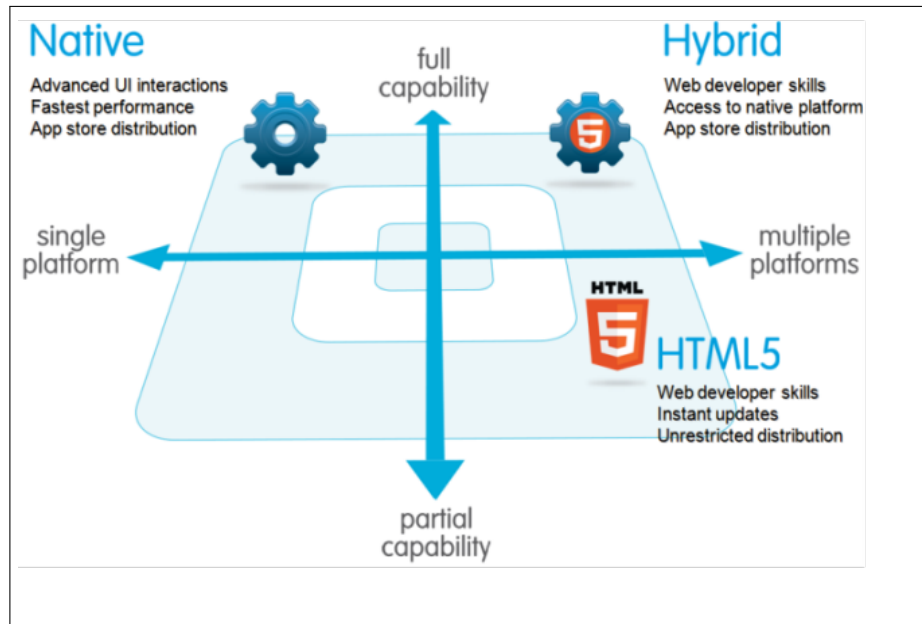 Native
Advanced UI interactions
Fastest performance
App store distribution
full
capability
Hybrid
Web developer skills
Access to native platform
App store distribution
5
single
platform
multiple
platforms
HTML
5
HTML5
Web developer skills
Instant updates
Unrestricted distribution
partial
capability